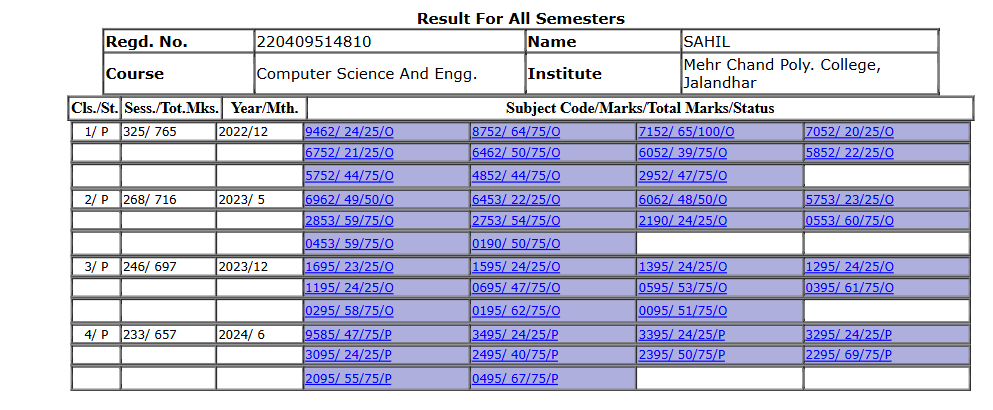 Result For All Semesters
Regd. No. 220409514810 Name SAHIL
Course Computer Science And Engg. Institute Mehr Chand Poly. College, Jalandhar
Cls./St. Sess./Tot.Mks. Year/Mth. Subject Code/Marks/Total Marks/Status
1/ P 325/ 765 2022/12 9462/ 24/25/O 8752/ 64/75/O 7152/ 65/100/O 7052/ 20/25/O
6752/ 21/25/O 6462/ 50/75/O 6052/ 39/75/O 5852/ 22/25/O
5752/ 44/75/O 4852/ 44/75/O 2952/ 47/75/O
2/ P 268/ 716 2023/ 5 6962/ 49/50/O 6453/ 22/25/O 6062/ 48/50/O 5753/ 23/25/O
2853/ 59/75/O 2753/ 54/75/O 2190/ 24/25/O 0553/ 60/75/O
0453/ 59/75/O 0190/ 50/75/O
3/ P 246/ 697 2023/12 1695/ 23/25/O 1595/ 24/25/O 1395/ 24/25/O 1295/ 24/25/O
1195/ 24/25/O 0695/ 47/75/O 0595/ 53/75/O 0395/ 61/75/O
0295/ 58/75/O 0195/ 62/75/O 0095/ 51/75/O
4/ P 233/ 657 2024/ 6 9585/ 47/75/P 3495/ 24/25/P 3395/ 24/25/P 3295/ 24/25/P
3095/ 24/25/P 2495/ 40/75/P 2395/ 50/75/P 2295/ 69/75/P
2095/ 55/75/P 0495/ 67/75/P